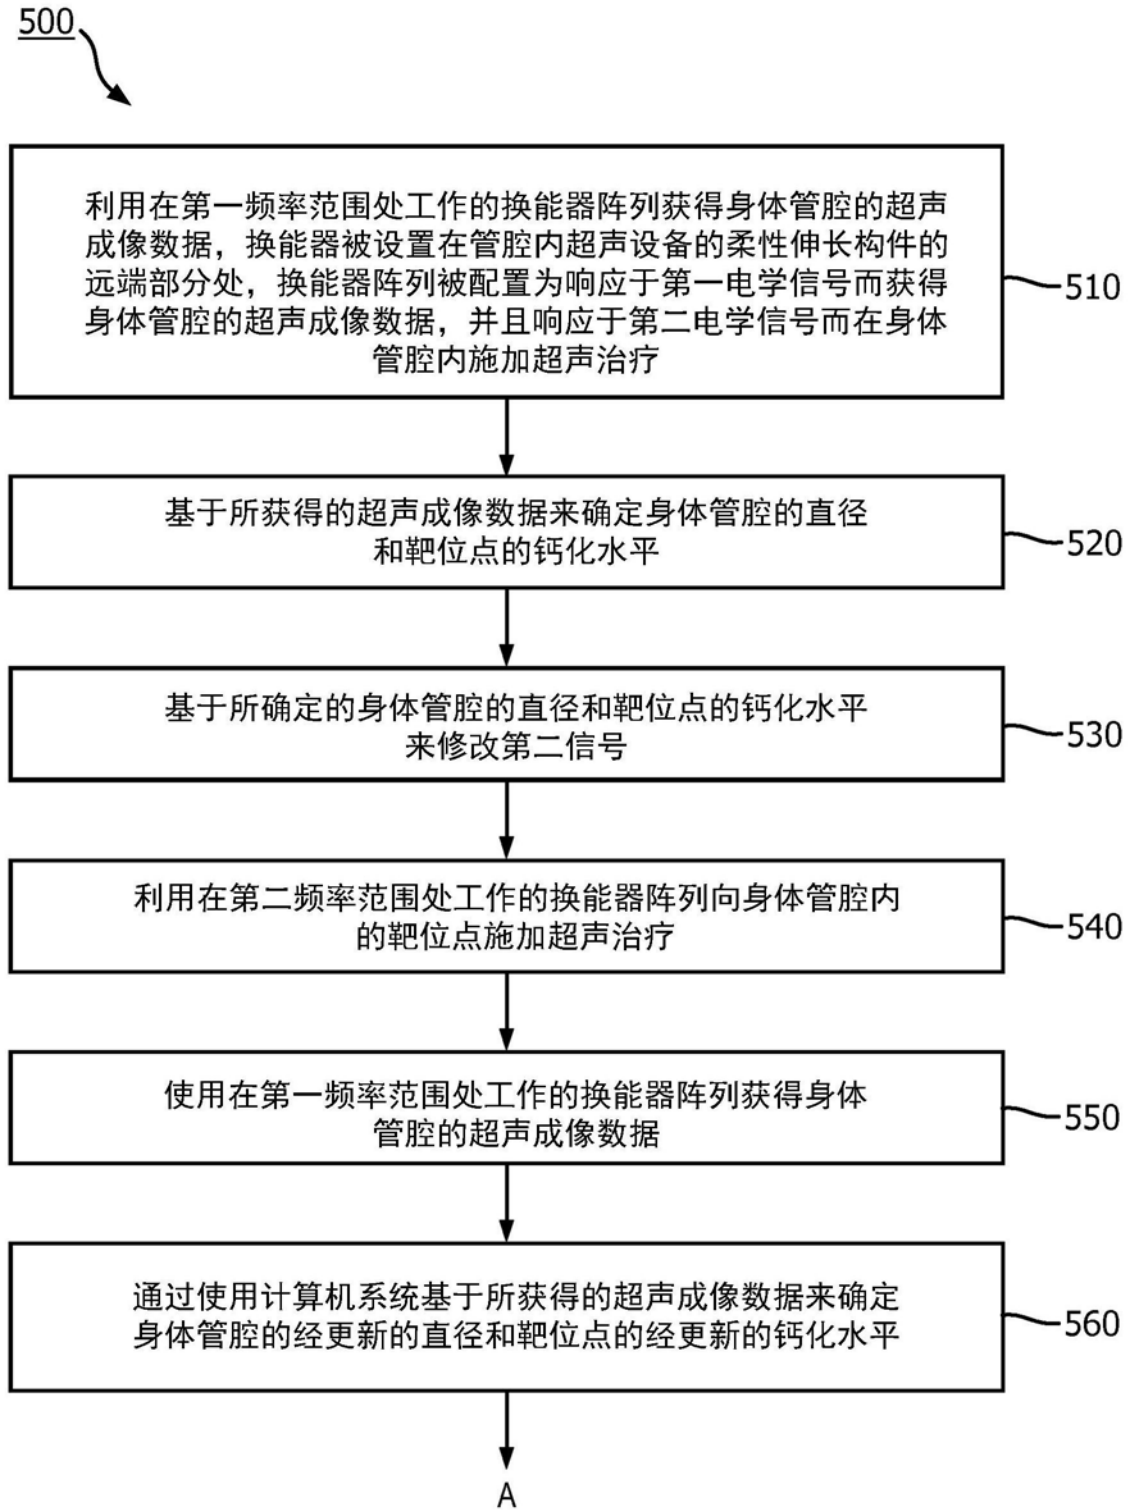 500
利用在第一频率范围处工作的换能器阵列获得身体管腔的超声
成像数据，换能器被设置在管腔内超声设备的柔性伸长构件的
远端部分处，换能器阵列被配置为响应于第一电学信号而获得
身体管腔的超声成像数据，并且响应于第二电学信号而在身体
管腔内施加超声治疗
510
基于所获得的超声成像数据来确定身体管腔的直径
和靶位点的钙化水平
520
基于所确定的身体管腔的直径和靶位点的钙化水平
来修改第二信号
530
利用在第二频率范围处工作的换能器阵列向身体管腔内
的靶位点施加超声治疗
540
使用在第一频率范围处工作的换能器阵列获得身体
管腔的超声成像数据
550
通过使用计算机系统基于所获得的超声成像数据来确定
身体管腔的经更新的直径和靶位点的经更新的钙化水平
560
A